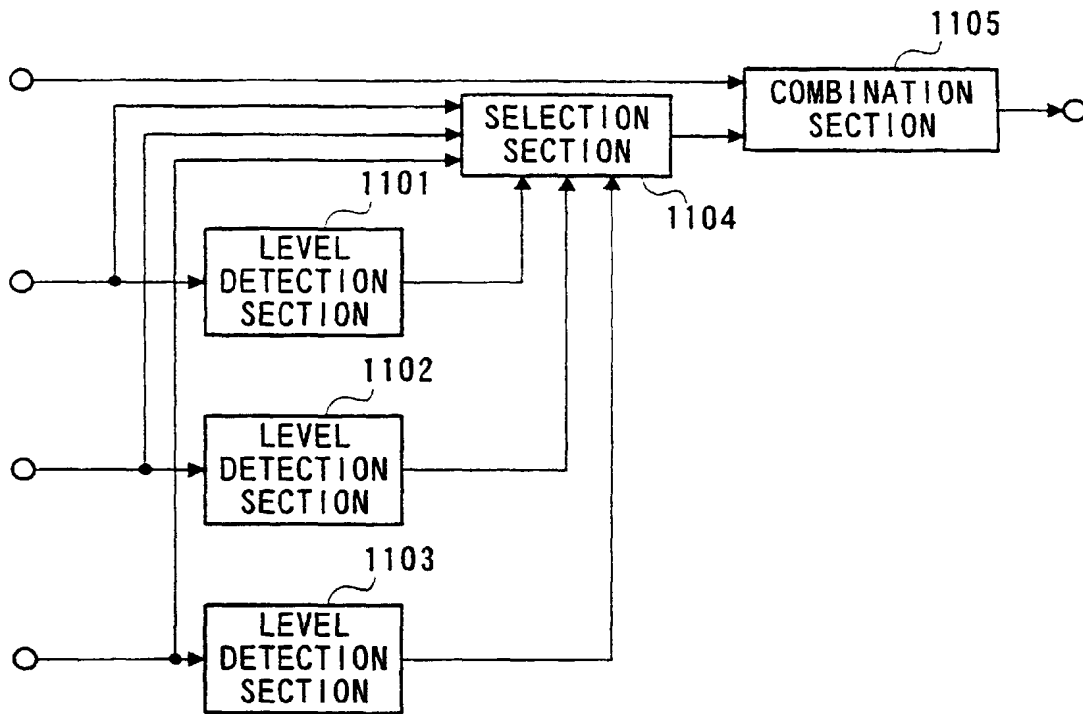 1105
COMBINATION
SECTION
SELECTION
SECTION
1104
1101
LEVEL
DETECTION
SECTION
1102
LEVEL
DETECTION
SECTION
1103
LEVEL
DETECTION
SECTION